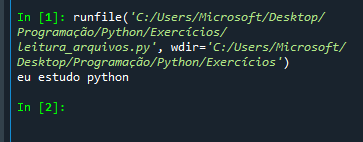 In [1]: runfile('C:/Users/Microsoft/Desktop/
Programação/Python/Exercícios/
leitura_arquivos.py', wdir='C:/Users/Microsoft/
Desktop/Programação/Python/Exercícios')
eu estudo python
In [2]: